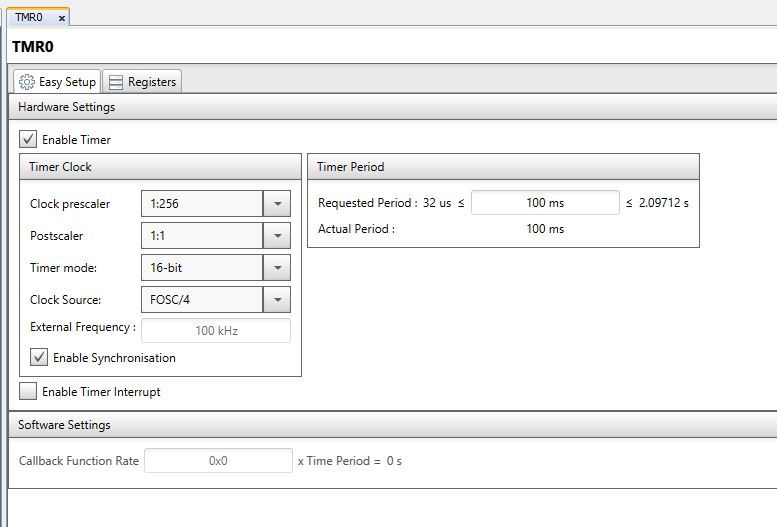 TMR0 ×
TMR0
Easy Setup Registers
Hardware Settings
Enable Timer
Timer Clock
Clock prescaler 1:256
Postscaler 1:1
Timer mode: 16-bit
Clock Source: FOSC/4
External Frequency : 100 kHz
Enable Synchronisation
Timer Period
Requested Period : 32 us ≤ 100 ms ≤ 2.09712 s
Actual Period : 100 ms
Enable Timer Interrupt
Software Settings
Callback Function Rate 0x0 x Time Period = 0 s